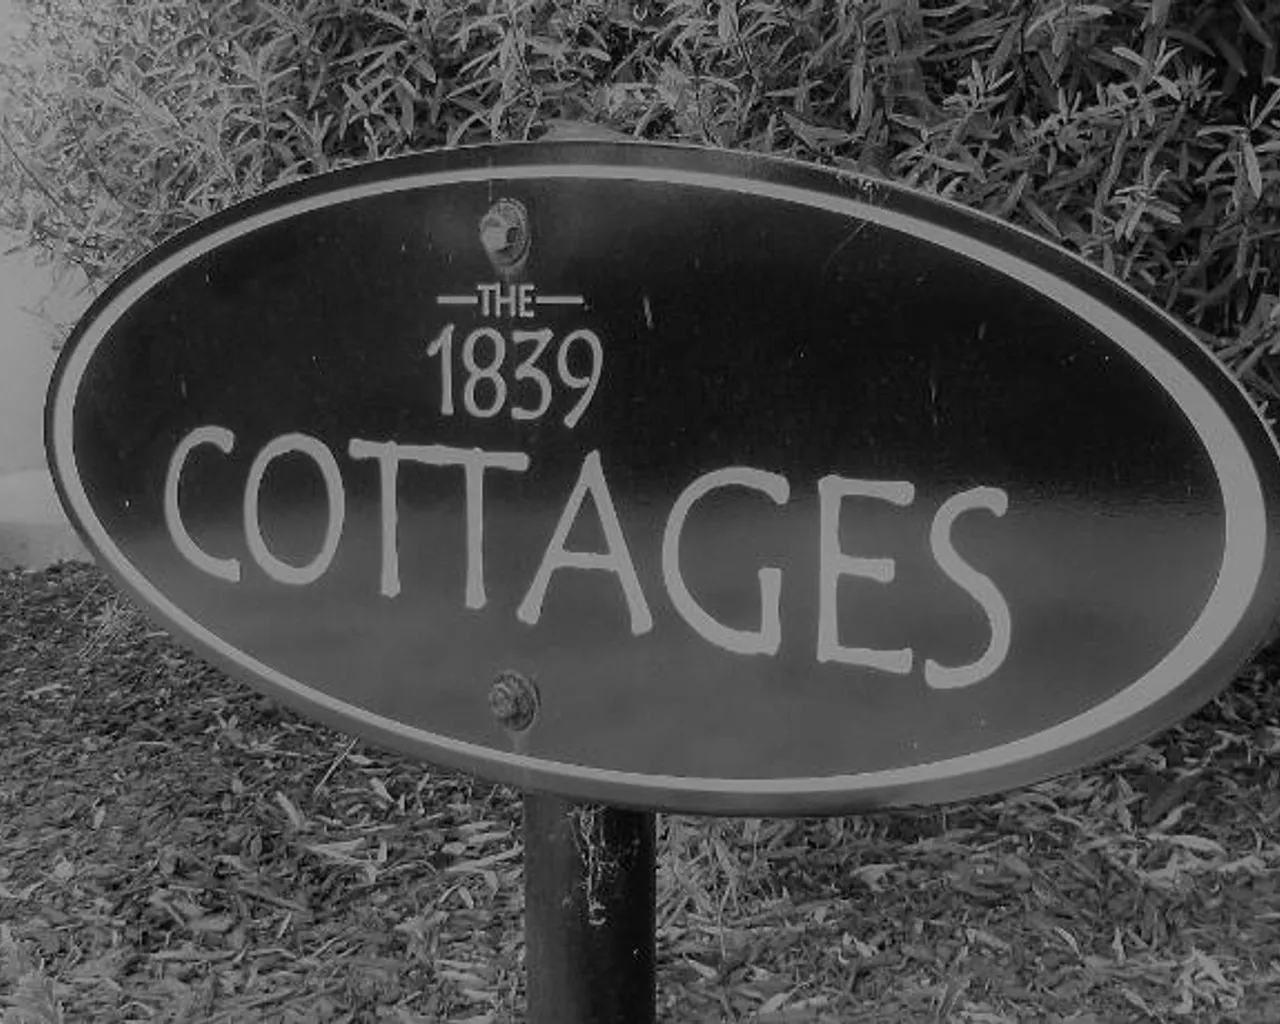 THE
1839
COTTAGES